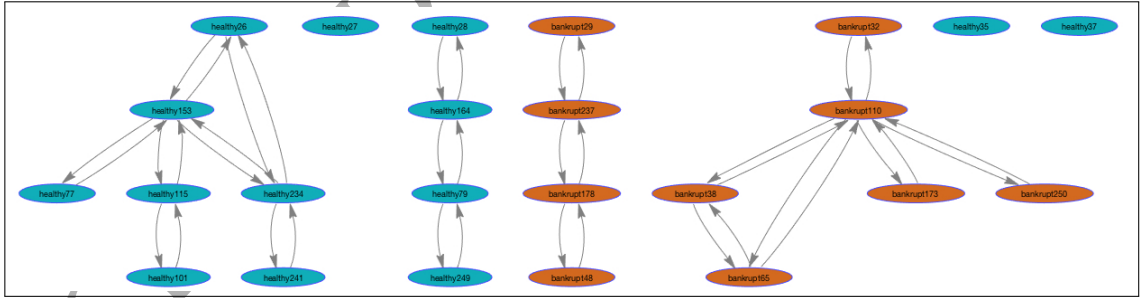 healthy26 healthy27 healthy28 bankrupt29 bankrupt32 healthy35 healthy37
healthy153 healthy164 bankrupt237 bankrupt110
healthy77 healthy115 healthy234 healthy79 bankrupt178 bankrupt38 bankrupt173 bankrupt250
healthy101 healthy241 healthy249 bankrupt48 bankrupt65